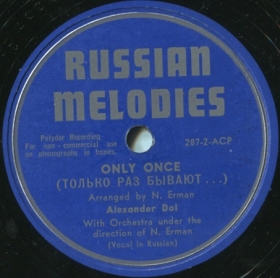 RUSSIAN
MELODIES
Polydor Recording
For non-commercial use
on phonographs in homes.
287-2-ACP
ONLY ONCE
(ТОЛЬКО РАЗ БЫВАЮТ...)
Arranged by N. Erman
Alexander Dol
With Orchestra under the
direction of N. Erman
(Vocal in Russian)